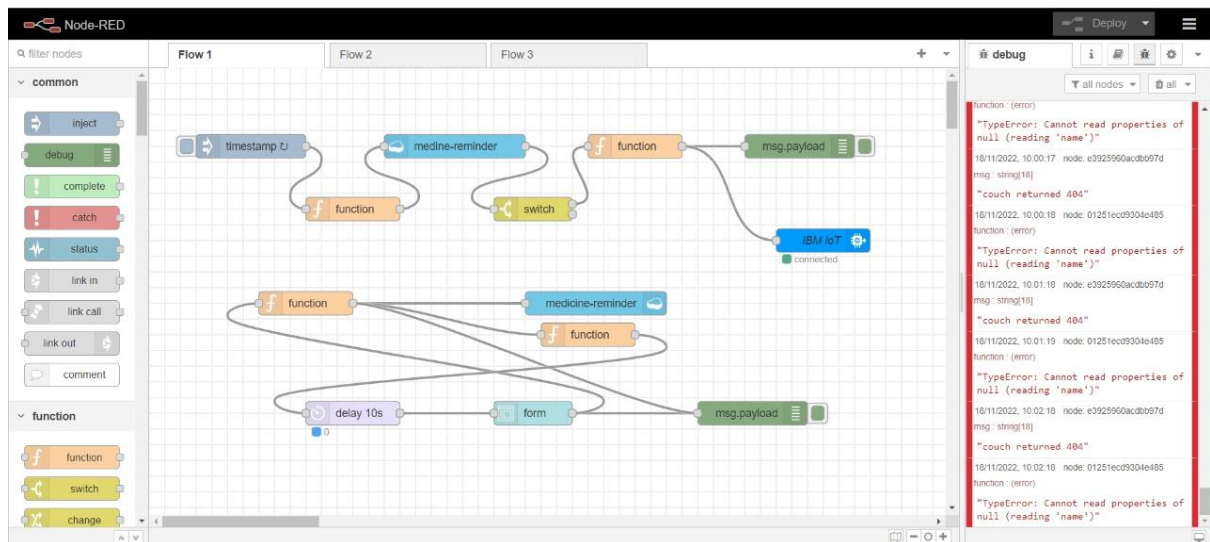 Node-RED
Deploy
filter nodes
Flow 1
Flow 2
Flow 3
debug
i
all nodes
all
common
inject
debug
complete
catch
status
link in
link call
link out
comment
function
function
switch
change
timestamp ↻
medine-reminder
function
msg.payload
function
switch
IBM IoT
connected
function
medicine-reminder
function
delay 10s
form
msg.payload
0
function : (error)
"TypeError: Cannot read properties of
null (reading 'name')"
18/11/2022, 10:00:17 node: e3925960acdbb97d
msg : string[18]
"couch returned 404"
18/11/2022, 10:00:18 node: 01251ecd9304e485
function : (error)
"TypeError: Cannot read properties of
null (reading 'name')"
18/11/2022, 10:01:18 node: e3925960acdbb97d
msg : string[18]
"couch returned 404"
18/11/2022, 10:01:19 node: 01251ecd9304e485
function : (error)
"TypeError: Cannot read properties of
null (reading 'name')"
18/11/2022, 10:02:18 node: e3925960acdbb97d
msg : string[18]
"couch returned 404"
18/11/2022, 10:02:18 node: 01251ecd9304e485
function : (error)
"TypeError: Cannot read properties of
null (reading 'name')"